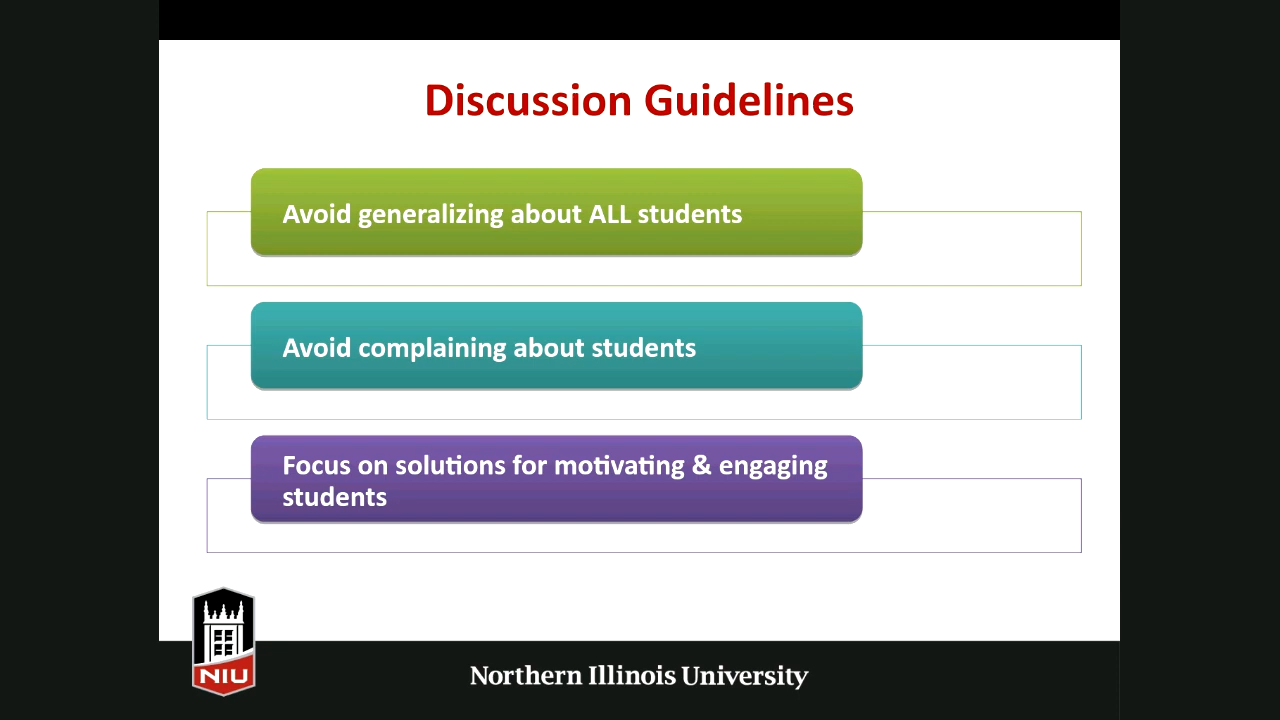 Discussion Guidelines
Avoid generalizing about ALL students
Avoid complaining about students
Focus on solutions for motivating & engaging
students
NIU
Northern Illinois University